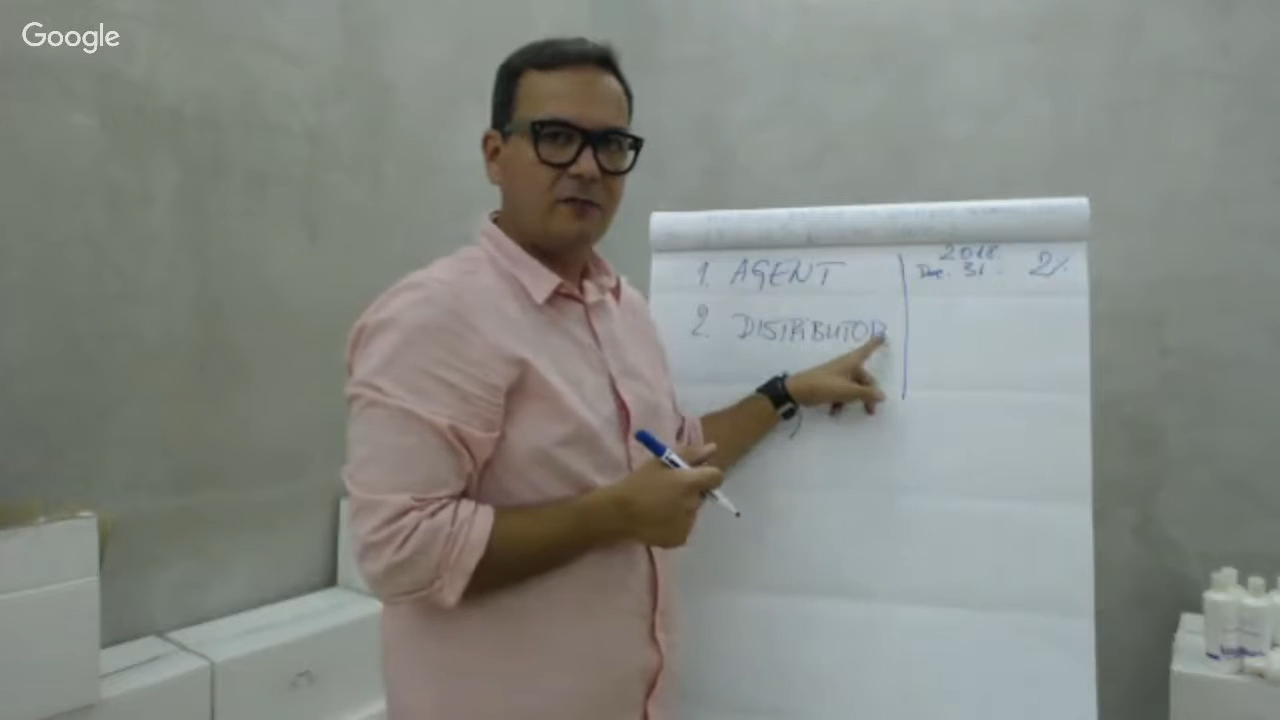 Google
1. AGENT
2. DISTRIBUTOR
2018.
Dec. 31.
2%